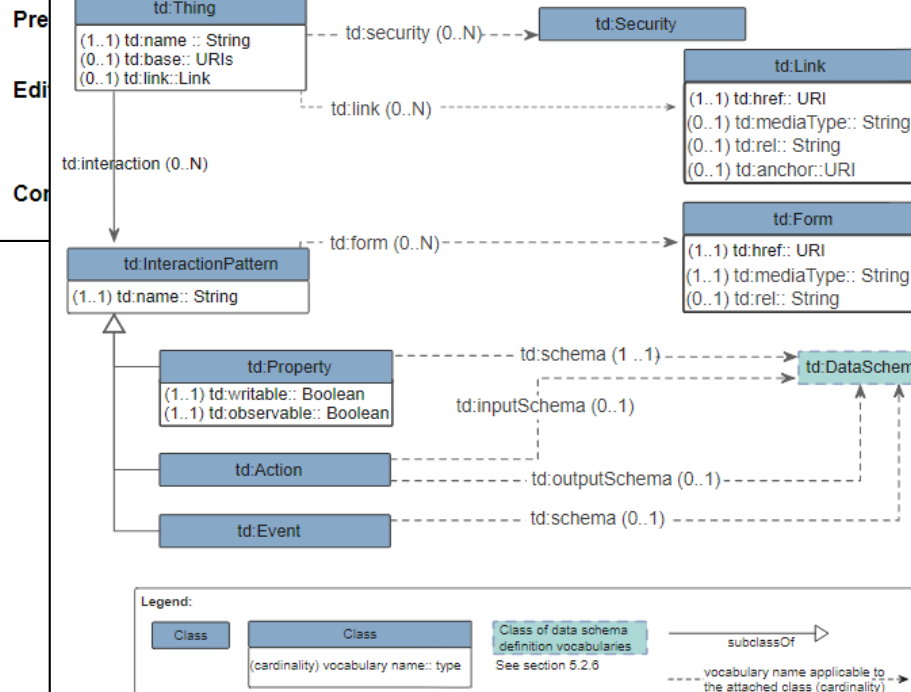 Pre
Edi
Con
td:Thing
(1..1) td:name :: String
(0..1) td:base:: URIs
(0..1) td:link::Link
td:security (0..N)
td:Security
td:link (0..N)
td:Link
(1..1) td:href:: URI
(0..1) td:mediaType:: String
(0..1) td:rel:: String
(0..1) td:anchor::URI
td:interaction (0..N)
td:form (0..N)
td:Form
(1..1) td:href:: URI
(1..1) td:mediaType:: String
(0..1) td:rel:: String
td:InteractionPattern
(1..1) td:name:: String
td:Property
(1..1) td:writable:: Boolean
(1..1) td:observable:: Boolean
td:schema (1 ..1)
td:DataSchem
td:inputSchema (0..1)
td:Action
td:outputSchema (0..1)
td:Event
td:schema (0..1)
Legend:
Class
Class
(cardinality) vocabulary name:: type
Class of data schema
definition vocabularies
See section 5.2.6
subclassOf
vocabulary name applicable to
the attached class (cardinality)